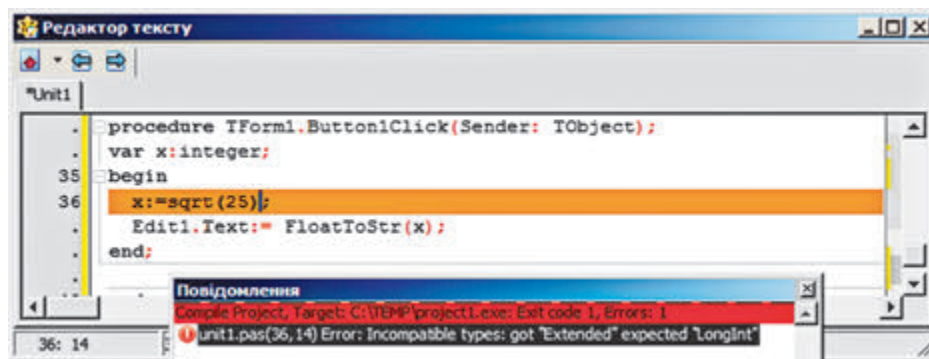 Редактор тексту
*Unit1
. procedure TForm1.Button1Click(Sender: TObject);
. var x:integer;
35 begin
36 x:=sqrt(25);
. Edit1.Text:= FloatToStr(x);
. end;
.
Повідомлення
Compile Project, Target: C:\TEMP\project1.exe: Exit code 1, Errors: 1
unit1.pas(36,14) Error: Incompatible types: got "Extended" expected "LongInt"
36: 14